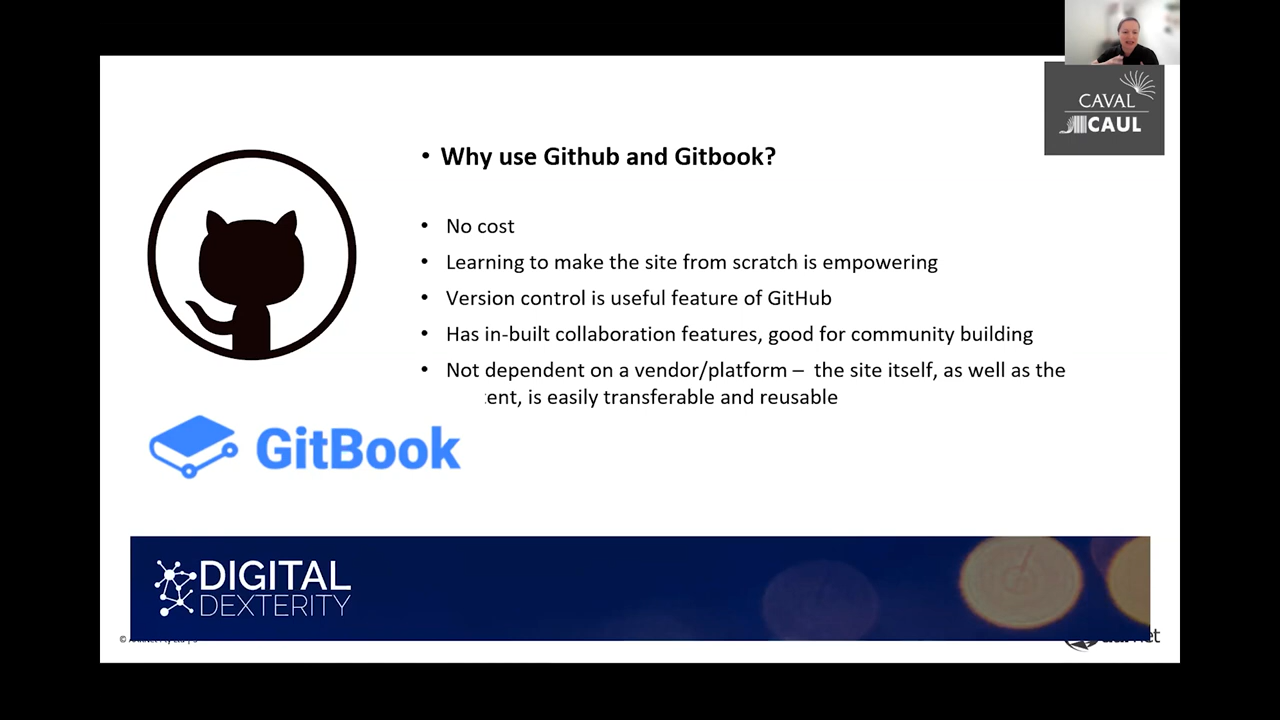 CAVAL
CAUL
• Why use Github and Gitbook?
• No cost
• Learning to make the site from scratch is empowering
• Version control is useful feature of GitHub
• Has in-built collaboration features, good for community building
• Not dependent on a vendor/platform – the site itself, as well as the
ent, is easily transferable and reusable
GitBook
DIGITAL
DEXTERITY